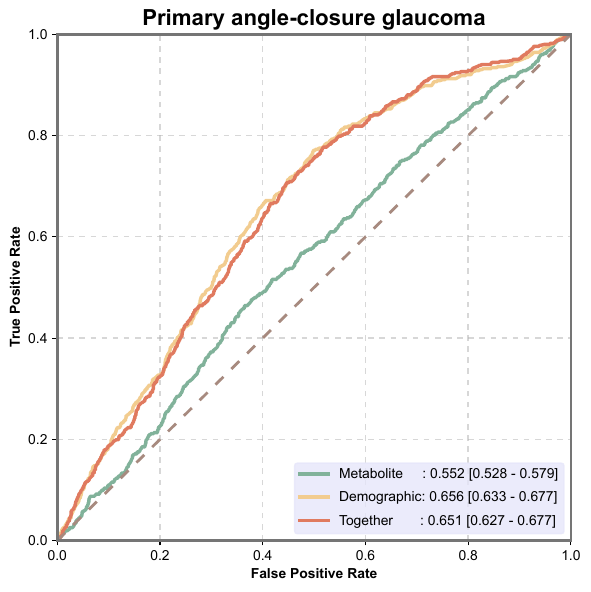 Primary angle-closure glaucoma
1.0
0.8
0.6
0.4
0.2
0.0
True Positive Rate
Metabolite : 0.552 [0.528 - 0.579]
Demographic: 0.656 [0.633 - 0.677]
Together : 0.651 [0.627 - 0.677]
0.0 0.2 0.4 0.6 0.8 1.0
False Positive Rate